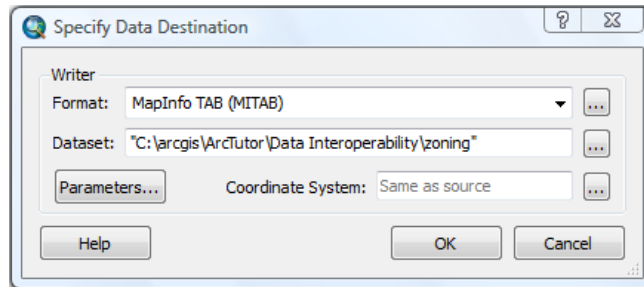 Specify Data Destination
Writer
Format: MapInfo TAB (MITAB) ...
Dataset: "C:\arcgis\ArcTutor\Data Interoperability\zoning" ...
Parameters... Coordinate System: Same as source ...
Help OK Cancel